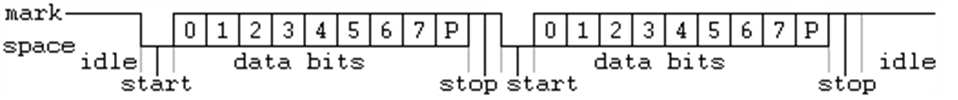 mark
0 1 2 3 4 5 6 7 P 0 1 2 3 4 5 6 7 P
space
idle data bits data bits idle
start stop start stop